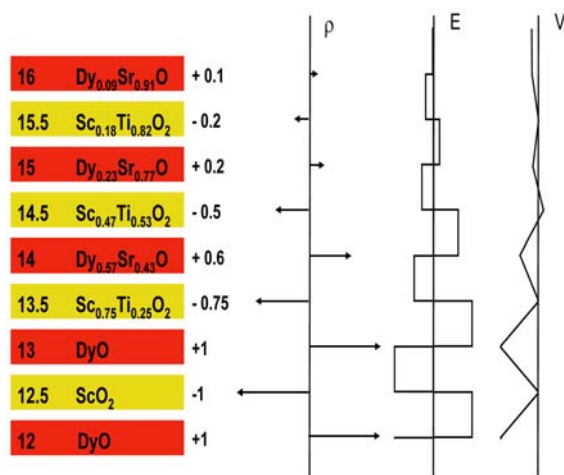 ρ E V
16 Dy0.09Sr0.91O + 0.1
15.5 Sc0.18Ti0.82O2 - 0.2
15 Dy0.23Sr0.77O + 0.2
14.5 Sc0.47Ti0.53O2 - 0.5
14 Dy0.57Sr0.43O + 0.6
13.5 Sc0.75Ti0.25O2 - 0.75
13 DyO +1
12.5 ScO2 -1
12 DyO +1